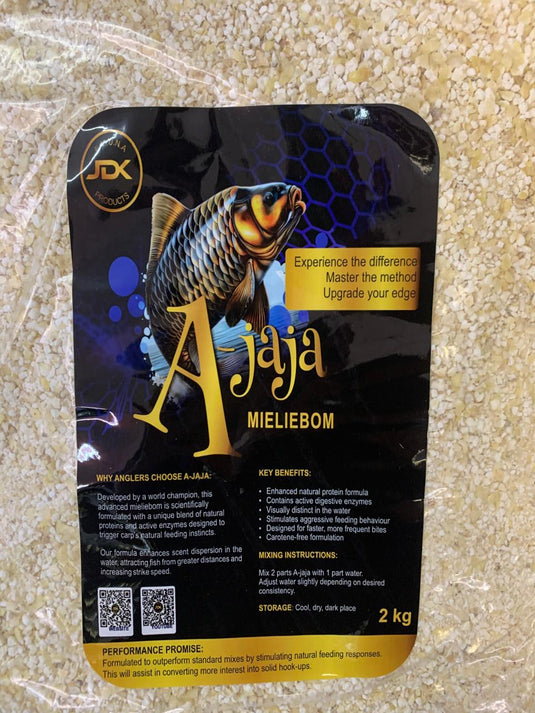 JDX
PRODUCTS
Experience the difference
Master the method
Upgrade your edge
A-jaja
MIELIEBOM
WHY ANGLERS CHOOSE A-JAJA:
Developed by a world champion, this
advanced mieliebom is scientifically
formulated with a unique blend of natural
proteins and active enzymes designed to
trigger carp's natural feeding instincts.
Our formula enhances scent dispersion in the
water, attracting fish from greater distances and
increasing strike speed.
WEBSITE
YOUTUBE
KEY BENEFITS:
• Enhanced natural protein formula
• Contains active digestive enzymes
• Visually distinct in the water
• Stimulates aggressive feeding behaviour
• Designed for faster, more frequent bites
• Carotene-free formulation
MIXING INSTRUCTIONS:
Mix 2 parts A-jaja with 1 part water.
Adjust water slightly depending on desired
consistency.
STORAGE: Cool, dry, dark place
2 kg
PERFORMANCE PROMISE:
Formulated to outperform standard mixes by stimulating natural feeding responses.
This will assist in converting more interest into solid hook-ups.